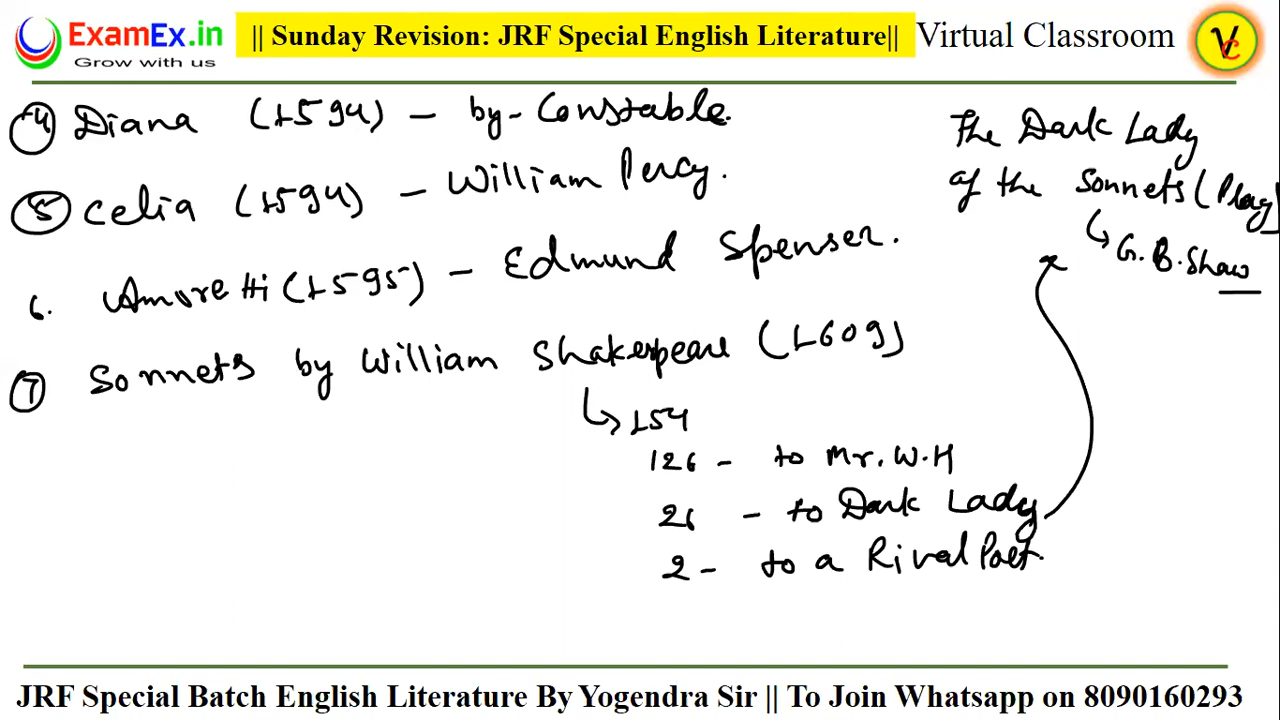 ExamEx.in
Grow with us
|| Sunday Revision: JRF Special English Literature||
Virtual Classroom
VC
4 Diana (1594) - by - Constable.
5 Celia (1594) - William Percy.
6. Amoretti (1595) - Edmund Spenser.
7 Sonnets by William Shakespeare (1609)
154
126 - to Mr. W.H
26 - to Dark Lady
2 - to a Rival Poet.
The Dark Lady
of the Sonnets (Play)
G. B. Shaw
JRF Special Batch English Literature By Yogendra Sir || To Join Whatsapp on 8090160293